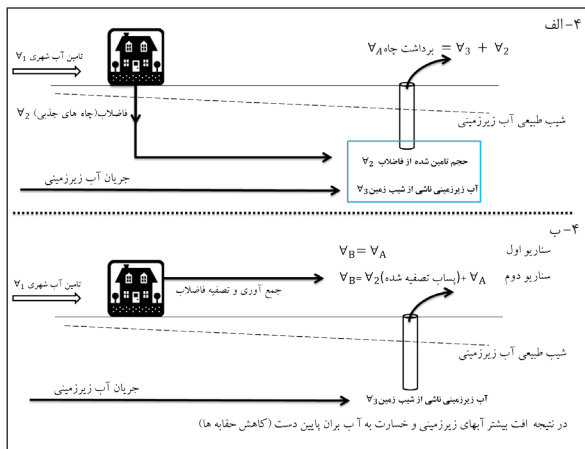 ۴-الف
∀A برداشت چاه = ∀3 + ∀2
∀1 تامین آب شهری
شیب طبیعی آب زیرزمینی
∀2 (چاه های جذبی)فاضلاب
حجم تامین شده از فاضلاب ∀2
آب زیرزمینی ناشی از شیب زمین∀3
جریان آب زیرزمینی
۴-ب
سناریو اول ∀B= ∀A
سناریو دوم ∀B= ∀2(پساب تصفیه شده)+ ∀A
∀1 تامین آب شهری
جمع آوری و تصفیه فاضلاب
شیب طبیعی آب زیرزمینی
جریان آب زیرزمینی
آب زیرزمینی ناشی از شیب زمین∀3
در نتیجه افت بیشتر آبهای زیرزمینی و خسارت به آ ب بران پایین دست (کاهش حقابه ها)